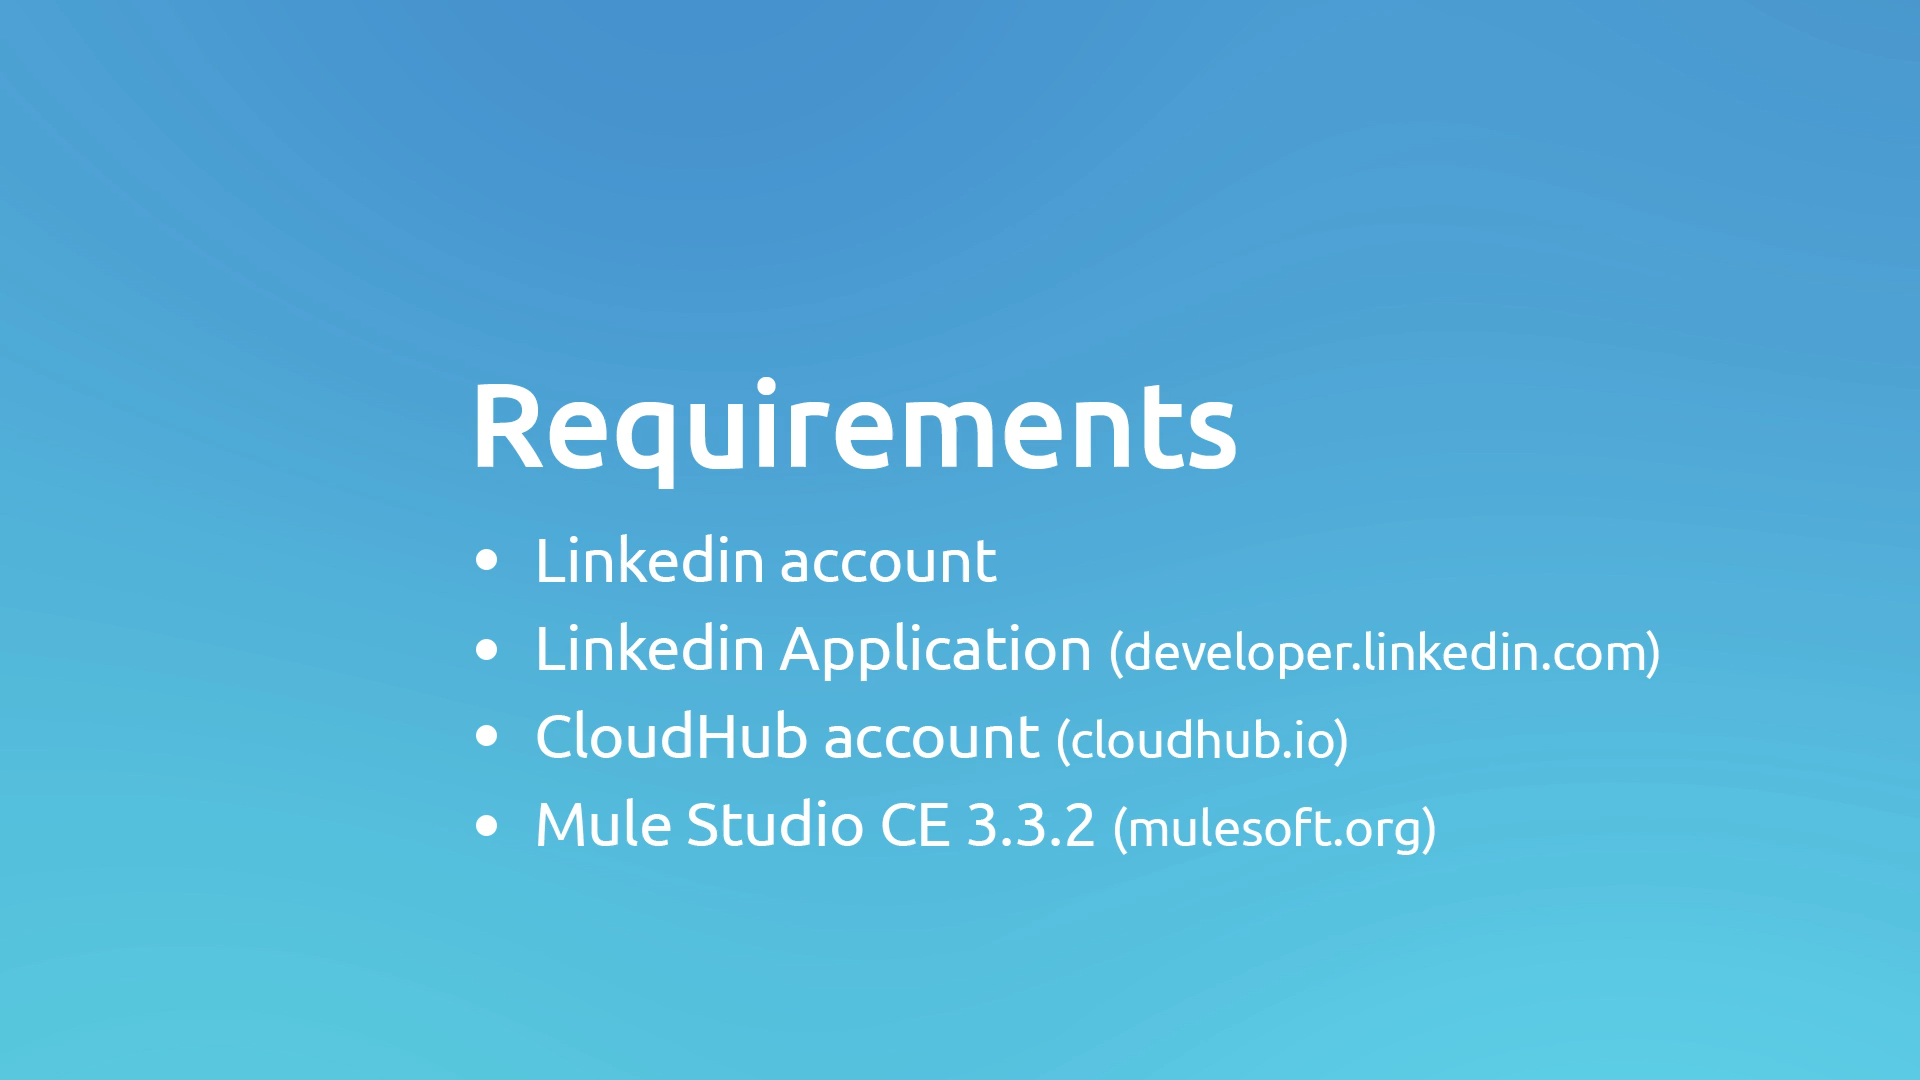 Requirements
• Linkedin account
• Linkedin Application (developer.linkedin.com)
• CloudHub account (cloudhub.io)
• Mule Studio CE 3.3.2 (mulesoft.org)